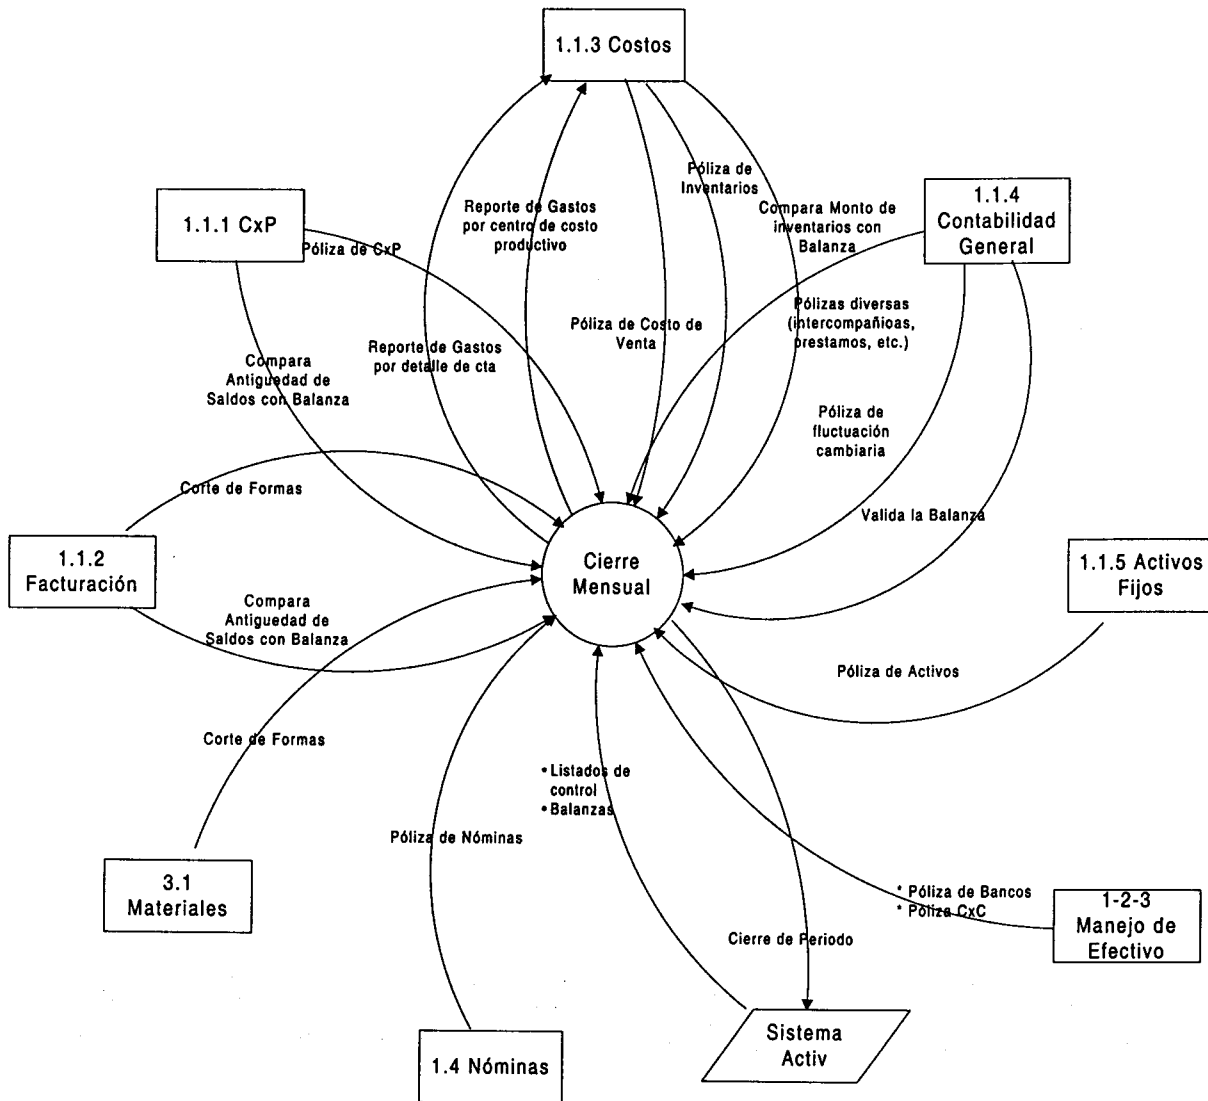 1.1.3 Costos
1.1.1 CxP
1.1.4
Contabilidad
General
Póliza de
Inventarios
Reporte de Gastos
por centro de costo
productivo
Compara Monto de
inventarios con
Balanza
Póliza de CxP
Póliza de Costo de
Venta
Pólizas diversas
(intercompañioas,
prestamos, etc.)
Reporte de Gastos
por detalle de cta
Compara
Antiguedad de
Saldos con Balanza
Póliza de
fluctuación
cambiaria
Corte de Formas
Valida la Balanza
1.1.2
Facturación
Cierre
Mensual
1.1.5 Activos
Fijos
Compara
Antiguedad de
Saldos con Balanza
Póliza de Activos
Corte de Formas
• Listados de
control
• Balanzas
Póliza de Nóminas
3.1
Materiales
* Póliza de Bancos
* Póliza CxC
1-2-3
Manejo de
Efectivo
Cierre de Periodo
Sistema
Activ
1.4 Nóminas